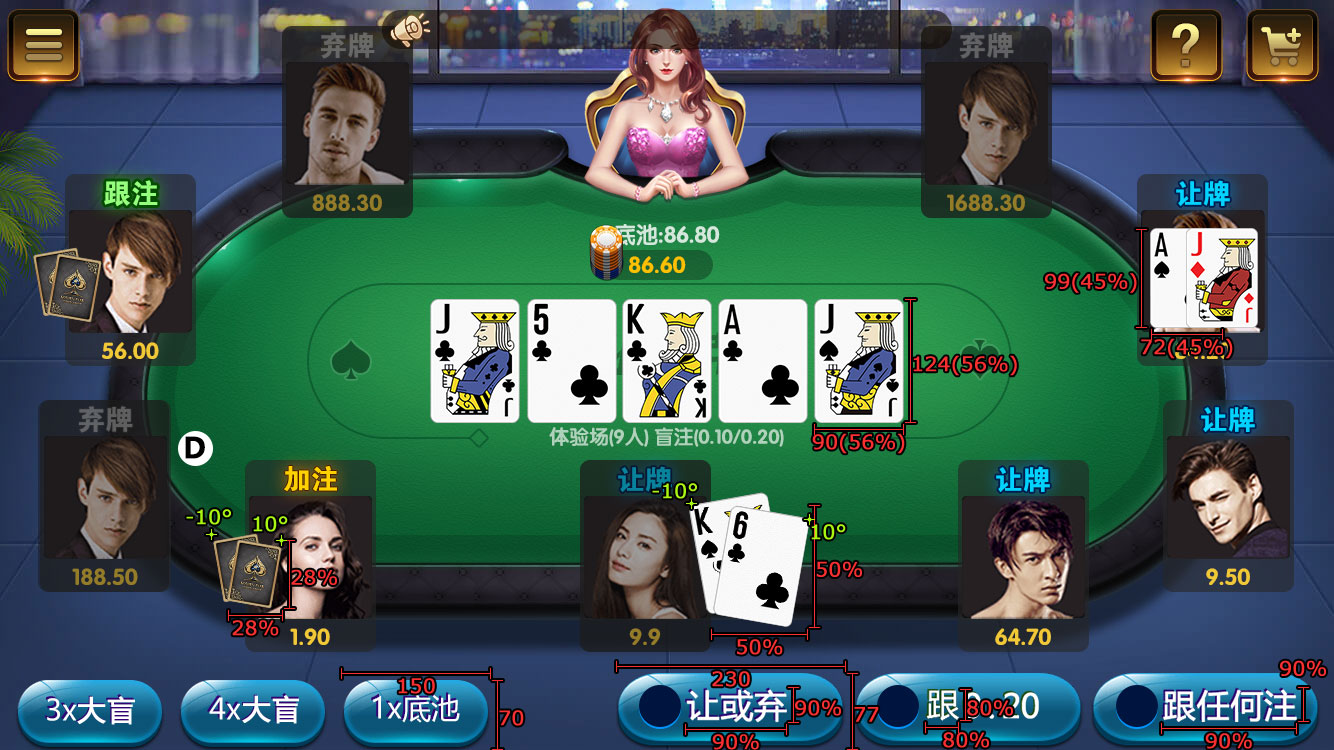 弃牌
弃牌
?
888.30
1688.30
跟注
让牌
底池:86.80
86.60
A J
99(45%)
72(45%)
56.00
J 5 K A J
124(56%)
90(56%)
体验场(9人) 盲注(0.10/0.20)
弃牌
D
让牌
188.50
9.50
加注
让牌
让牌
-10°
10°
28%
28%
1.90
-10°
K 6
10°
50%
50%
9.9
64.70
3x大盲
4x大盲
1x底池
150
70
让或弃
230
90%
90%
77
跟
20
80%
80%
跟任何注
90%
90%